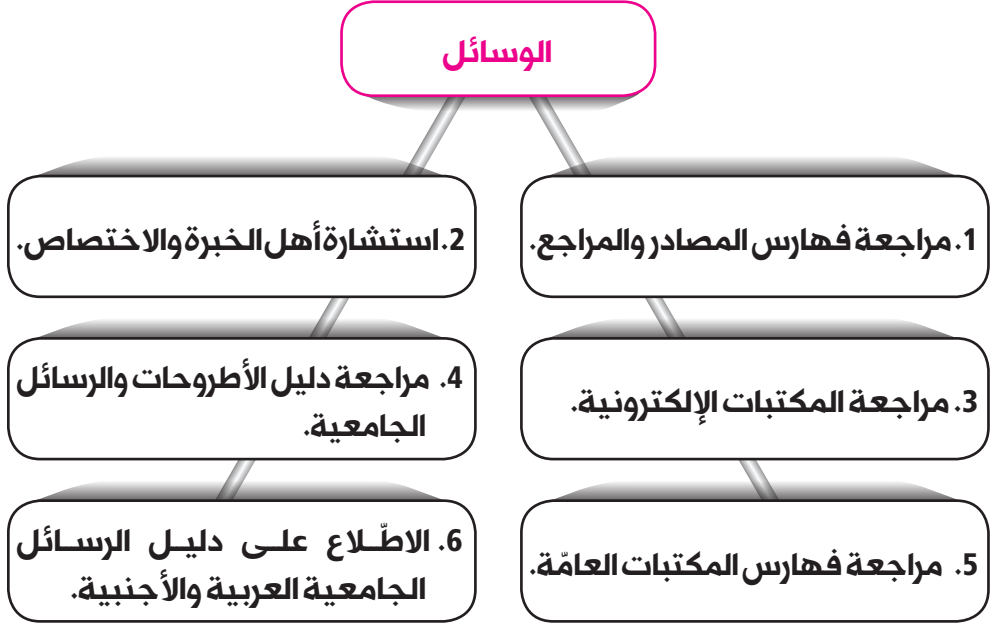 الوسائل
1. مراجعة فهارس المصادر والمراجع.
2. استشارة أهل الخبرة والاختصاص.
3. مراجعة المكتبات الإلكترونية.
4. مراجعة دليل الأطروحات والرسائل
الجامعية.
5. مراجعة فهارس المكتبات العامّة.
6. الاطّلاع على دليل الرسائل
الجامعية العربية والأجنبية.